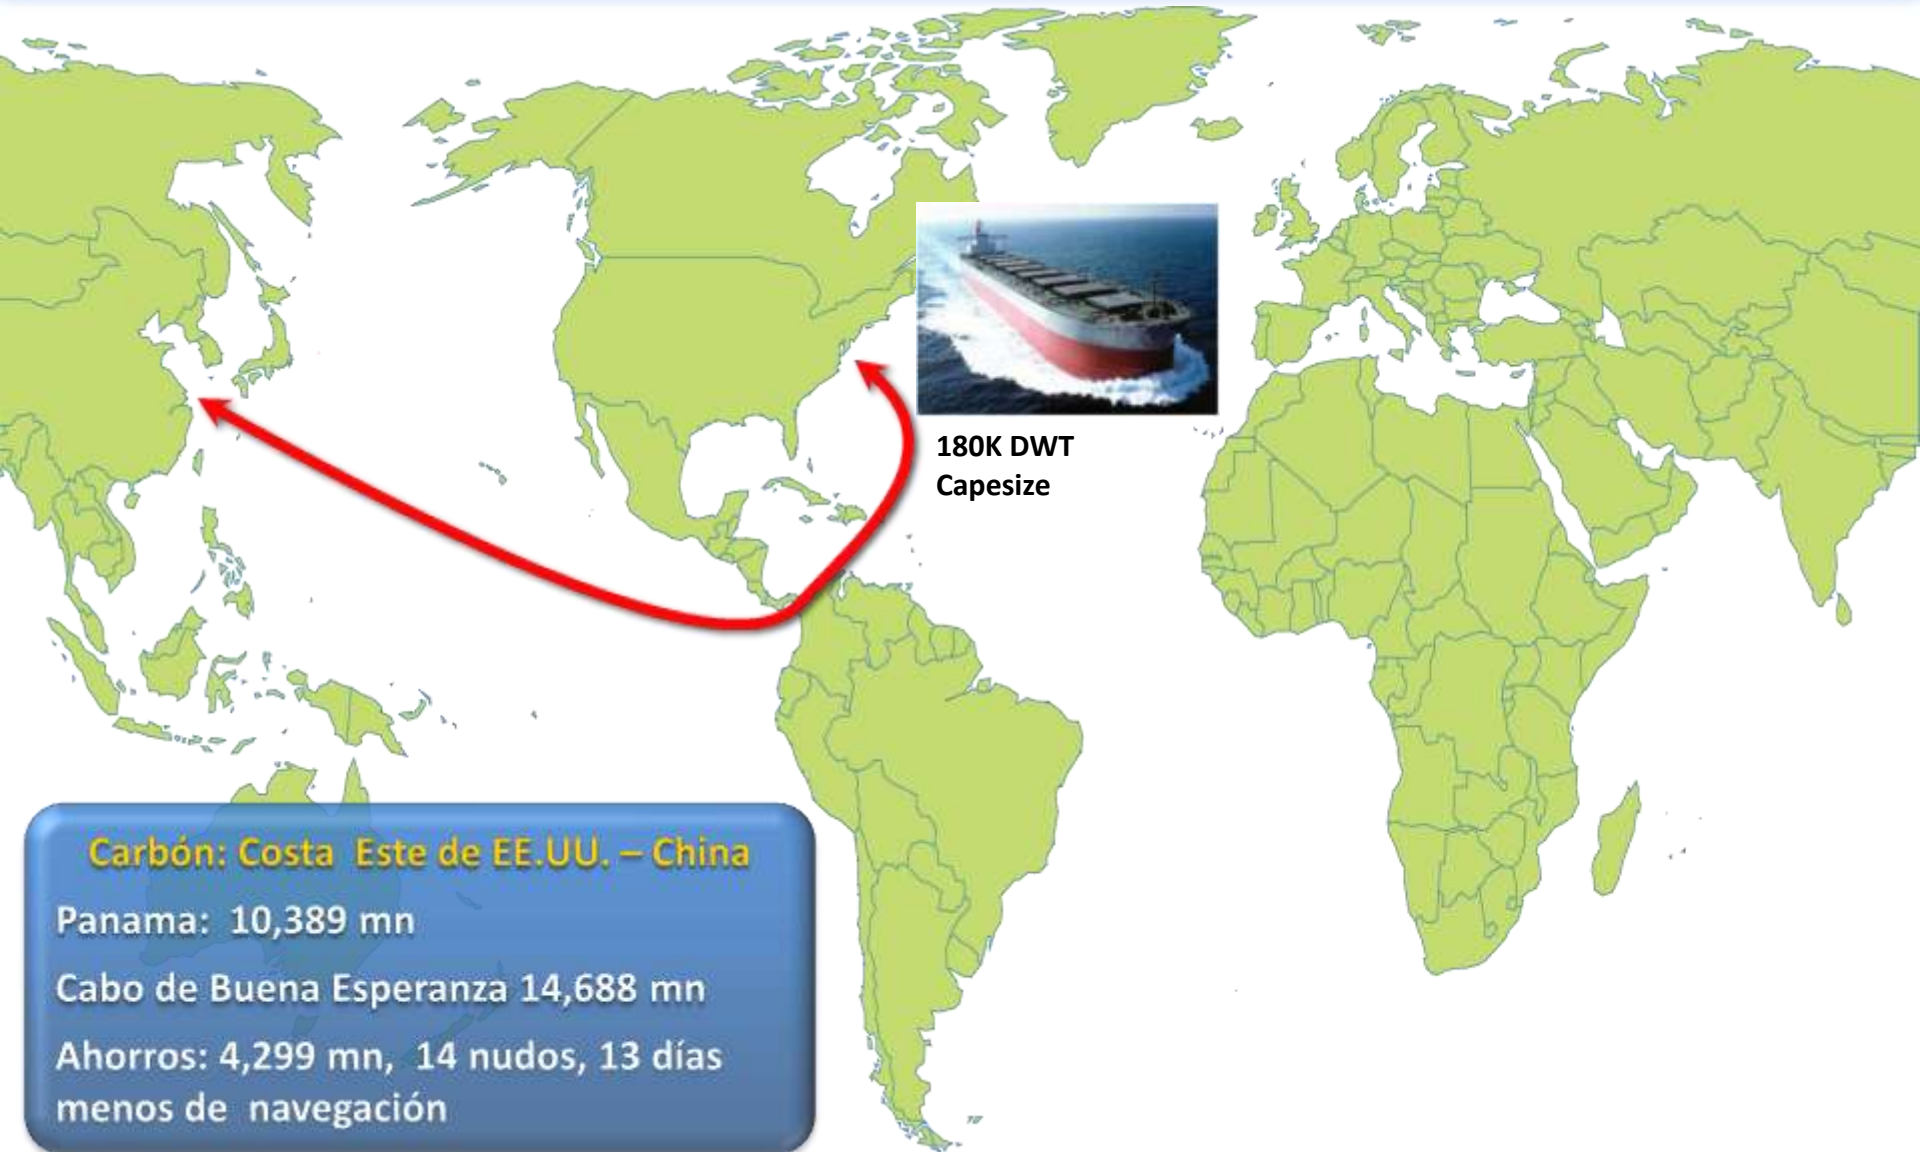 180K DWT
Capesize
Carbón: Costa Este de EE.UU. – China
Panama: 10,389 mn
Cabo de Buena Esperanza 14,688 mn
Ahorros: 4,299 mn, 14 nudos, 13 días
menos de navegación